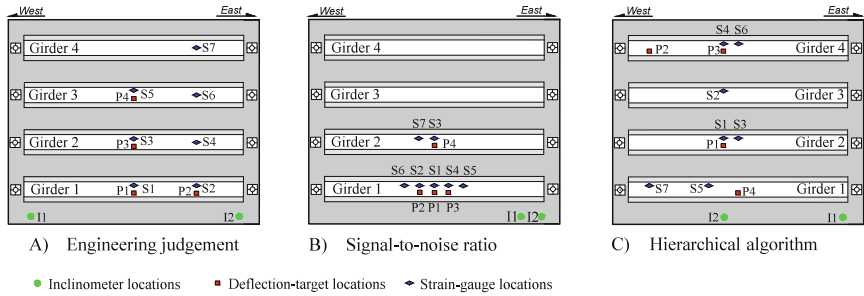 West East West East West East
Girder 4 S7 Girder 4 S4 S6
P2 P3 Girder 4
Girder 3 P4 S5 S6 Girder 3 S2 Girder 3
Girder 2 P3 S3 S4 Girder 2 S7 S3 P4 S1 S3 P1 Girder 2
Girder 1 P1 S1 P2 S2 Girder 1 S6 S2 S1 S4 S5 S7 S5 P4 Girder 1
P2 P1 P3
I1 I2 I1 I2 I2 I1
A) Engineering judgement B) Signal-to-noise ratio C) Hierarchical algorithm
Inclinometer locations Deflection-target locations Strain-gauge locations